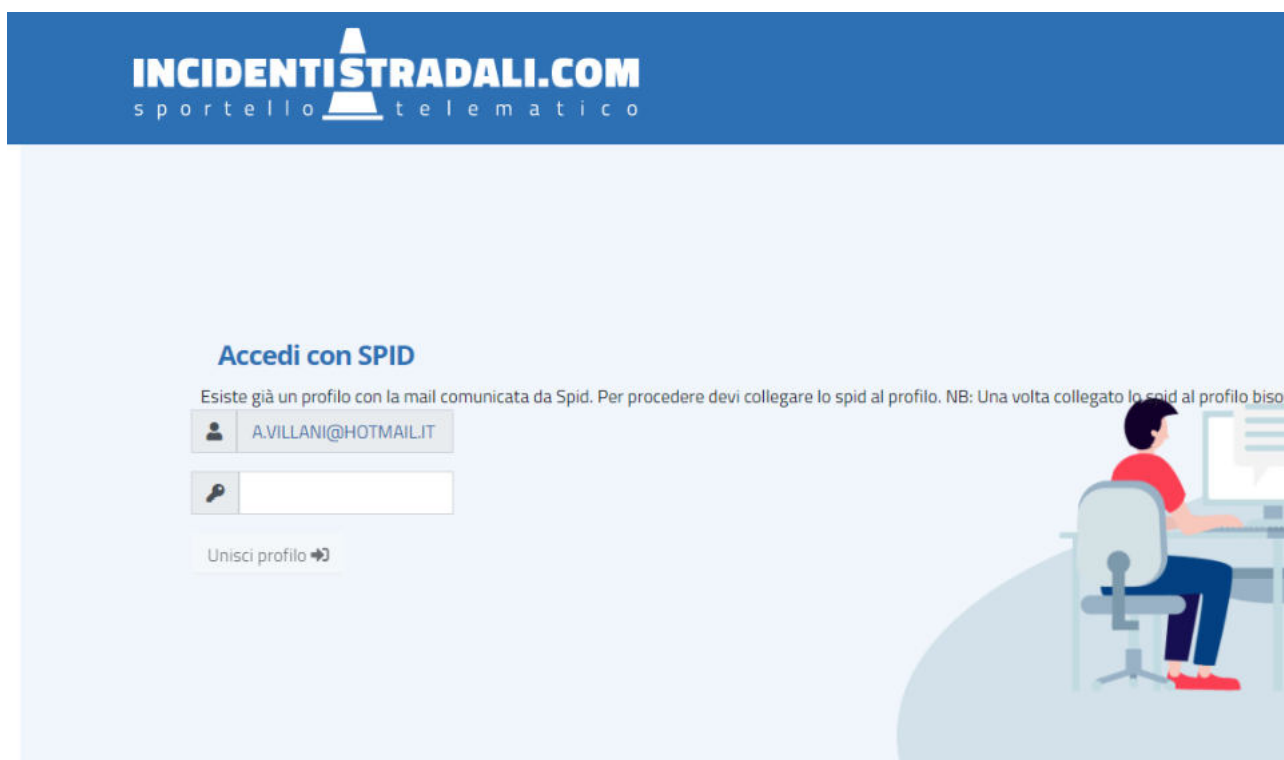 INCIDENTISTRADALI.COM
sportello telematico
Accedi con SPID
Esiste già un profilo con la mail comunicata da Spid. Per procedere devi collegare lo spid al profilo. NB: Una volta collegato lo spid al profilo biso
A.VILLANI@HOTMAIL.IT
Unisci profilo